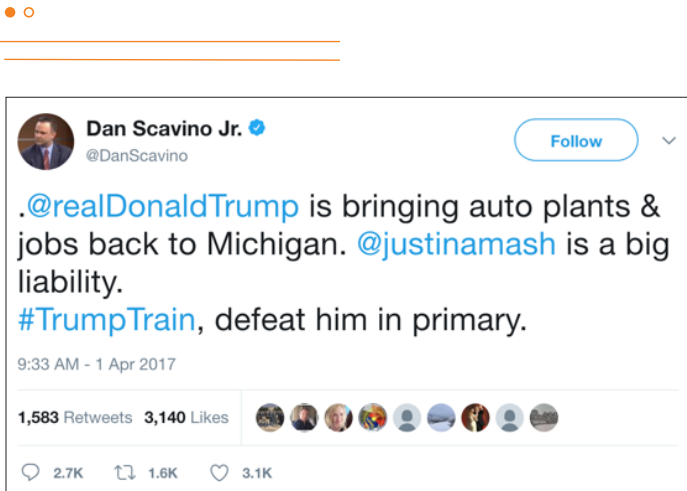 Dan Scavino Jr.
@DanScavino
Follow
.@realDonaldTrump is bringing auto plants &
jobs back to Michigan. @justinamash is a big
liability.
#TrumpTrain, defeat him in primary.
9:33 AM - 1 Apr 2017
1,583 Retweets 3,140 Likes
2.7K 1.6K 3.1K